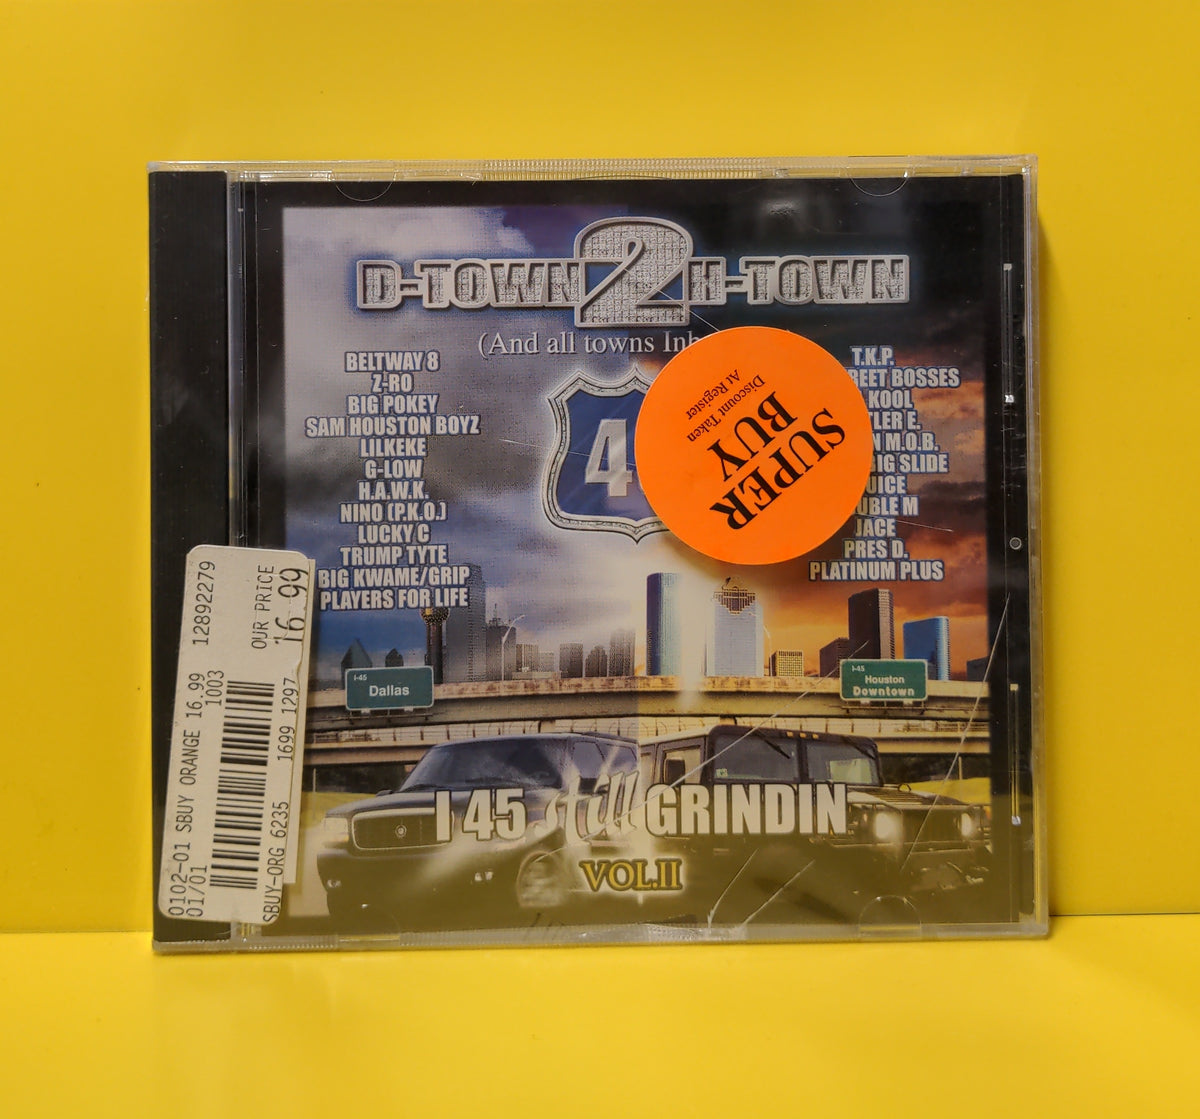 D-TOWN 2 H-TOWN
(And all towns
BELTWAY 8
Z-RO
BIG POKEY
SAM HOUSTON BOYZ
LILKEKE
G-LOW
H.A.W.K.
NINO (P.K.O.)
LUCKY C
TRUMP TYTE
BIG KWAME/GRIP
PLAYERS FOR LIFE
4
SUPER
BUY
Discount Taken
At Register
T.K.P.
BOSSES
KOOL
E.
M.O.B.
SLIDE
M
JACE
PRES D.
PLATINUM PLUS
I-45
Dallas
I-45
Houston
Downtown
I 45 still GRINDIN
VOL.II
0102-01 SBUY ORANGE 16.99 12892279
01/01 1003
OUR PRICE
16.99
SBUY-ORG 6235 1699 1297